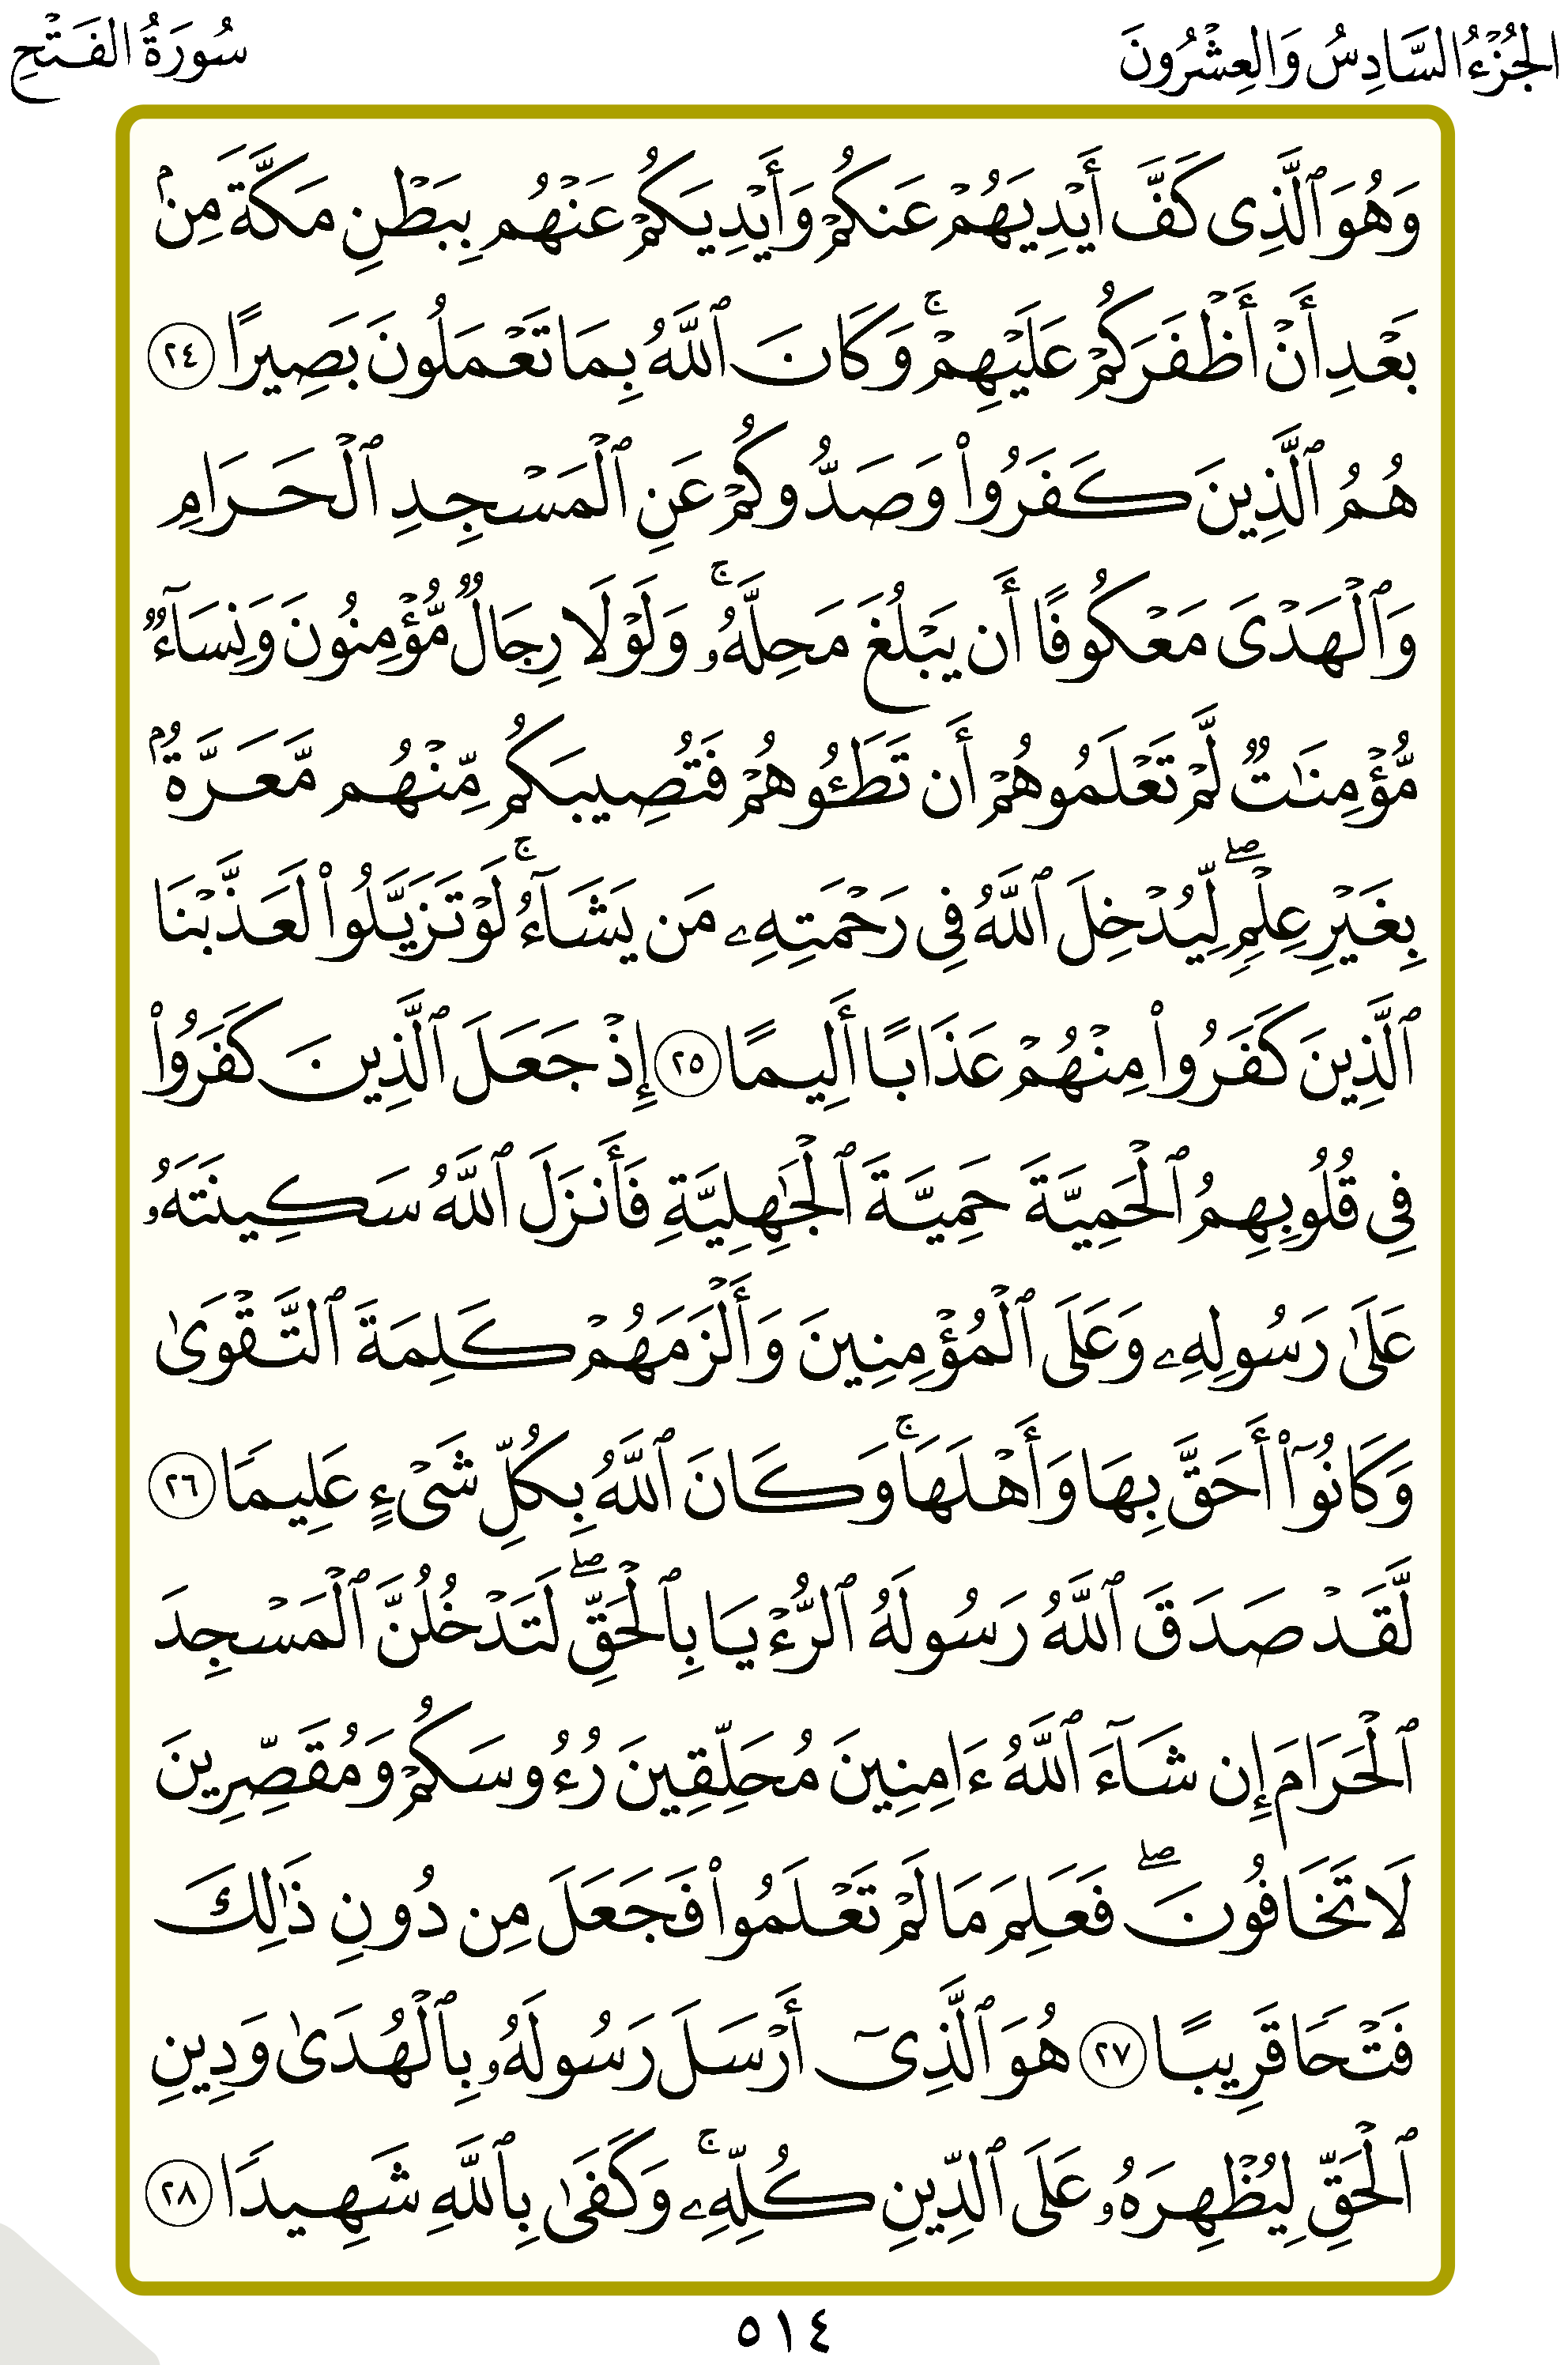 الجُزْءُ السَّادِسُ وَالعِشْرُونَ
سُورَةُ الفَتْحِ
وَهُوَ ٱلَّذِى كَفَّ أَيْدِيَهُمْ عَنكُمْ وَأَيْدِيَكُمْ عَنْهُم بِبَطْنِ مَكَّةَ مِنۢ
بَعْدِ أَنْ أَظْفَرَكُمْ عَلَيْهِمْ ۚ وَكَانَ ٱللَّهُ بِمَا تَعْمَلُونَ بَصِيرًا ٢٤
هُمُ ٱلَّذِينَ كَفَرُوا۟ وَصَدُّوكُمْ عَنِ ٱلْمَسْجِدِ ٱلْحَرَامِ
وَٱلْهَدْىَ مَعْكُوفًا أَن يَبْلُغَ مَحِلَّهُۥ ۚ وَلَوْلَا رِجَالٌ مُّؤْمِنُونَ وَنِسَآءٌ
مُّؤْمِنَـٰتٌ لَّمْ تَعْلَمُوهُمْ أَن تَطَـُٔوهُمْ فَتُصِيبَكُم مِّنْهُم مَّعَرَّةٌۢ
بِغَيْرِ عِلْمٍ ۖ لِّيُدْخِلَ ٱللَّهُ فِى رَحْمَتِهِۦ مَن يَشَآءُ ۚ لَوْ تَزَيَّلُوا۟ لَعَذَّبْنَا
ٱلَّذِينَ كَفَرُوا۟ مِنْهُمْ عَذَابًا أَلِيمًا ٢٥ إِذْ جَعَلَ ٱلَّذِينَ كَفَرُوا۟
فِى قُلُوبِهِمُ ٱلْحَمِيَّةَ حَمِيَّةَ ٱلْجَـٰهِلِيَّةِ فَأَنزَلَ ٱللَّهُ سَكِينَتَهُۥ
عَلَىٰ رَسُولِهِۦ وَعَلَى ٱلْمُؤْمِنِينَ وَأَلْزَمَهُمْ كَلِمَةَ ٱلتَّقْوَىٰ
وَكَانُوٓا۟ أَحَقَّ بِهَا وَأَهْلَهَا ۚ وَكَانَ ٱللَّهُ بِكُلِّ شَىْءٍ عَلِيمًا ٢٦
لَّقَدْ صَدَقَ ٱللَّهُ رَسُولَهُ ٱلرُّءْيَا بِٱلْحَقِّ ۖ لَتَدْخُلُنَّ ٱلْمَسْجِدَ
ٱلْحَرَامَ إِن شَآءَ ٱللَّهُ ءَامِنِينَ مُحَلِّقِينَ رُءُوسَكُمْ وَمُقَصِّرِينَ
لَا تَخَافُونَ ۖ فَعَلِمَ مَا لَمْ تَعْلَمُوا۟ فَجَعَلَ مِن دُونِ ذَٰلِكَ
فَتْحًا قَرِيبًا ٢٧ هُوَ ٱلَّذِىٓ أَرْسَلَ رَسُولَهُۥ بِٱلْهُدَىٰ وَدِينِ
ٱلْحَقِّ لِيُظْهِرَهُۥ عَلَى ٱلدِّينِ كُلِّهِۦ ۚ وَكَفَىٰ بِٱللَّهِ شَهِيدًا ٢٨
٥١٤